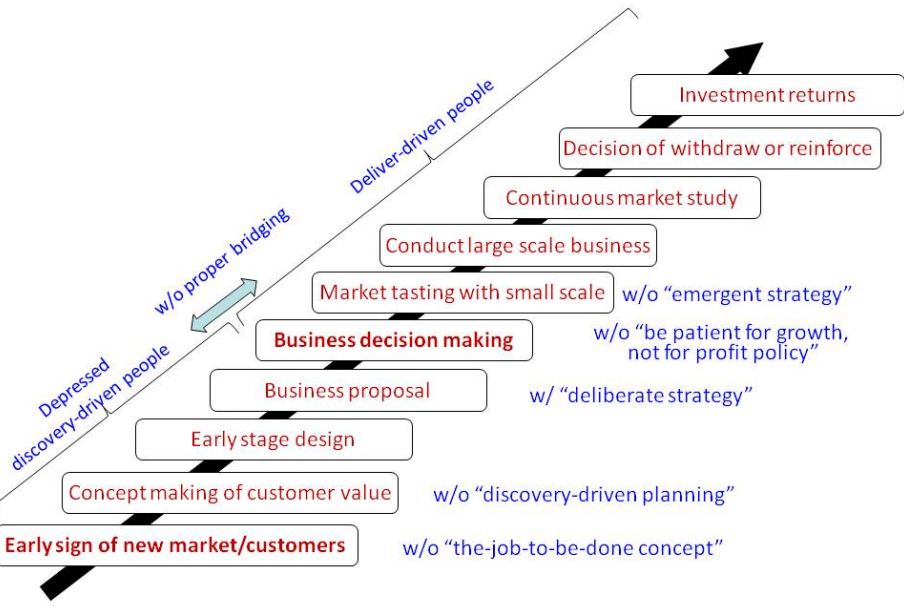 Investment returns
Decision of withdraw or reinforce
Continuous market study
Conduct large scale business
Market tasting with small scale
w/o “emergent strategy”
Business decision making
w/o “be patient for growth,
not for profit policy”
Business proposal
w/ “deliberate strategy”
Early stage design
Concept making of customer value
w/o “discovery-driven planning”
Early sign of new market/customers
w/o “the-job-to-be-done concept”
Deliver-driven people
w/o proper bridging
Depressed
discovery-driven people